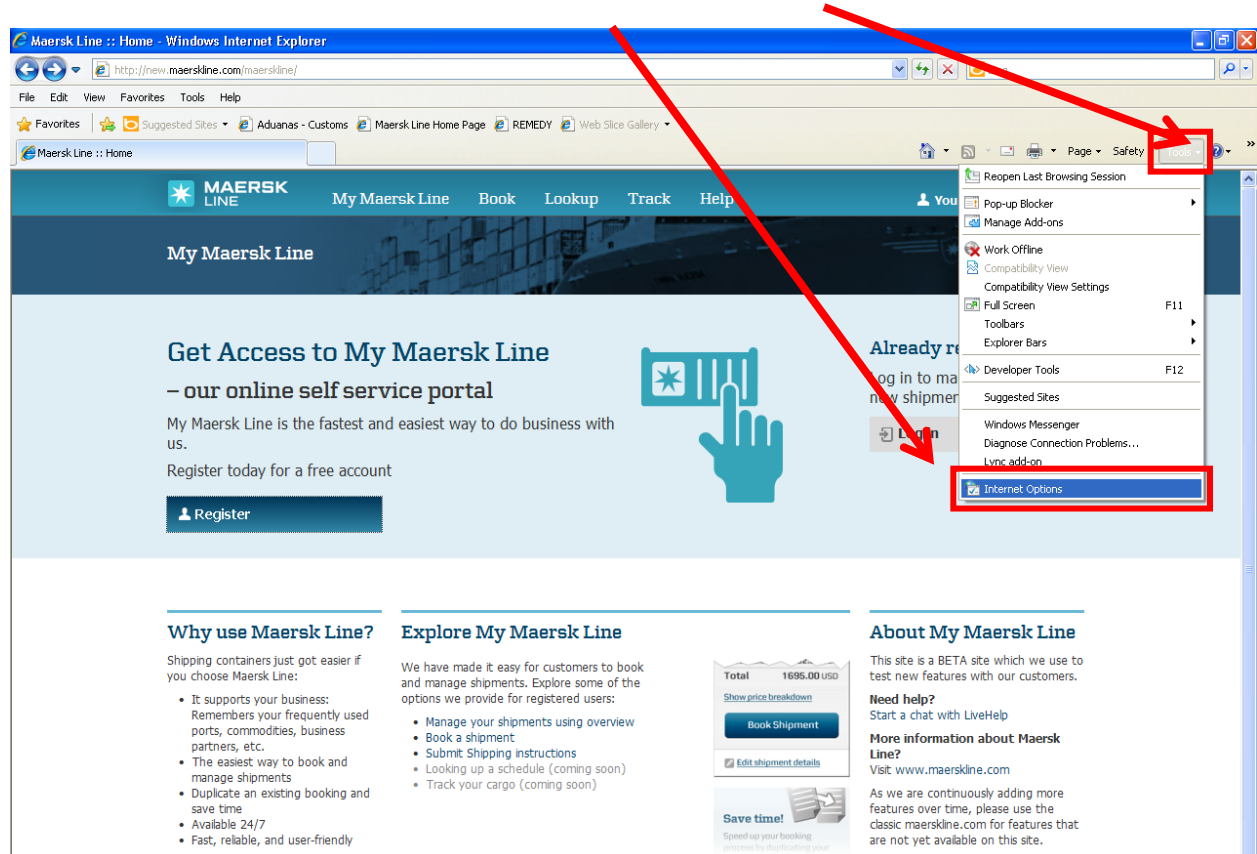 Maersk Line :: Home - Windows Internet Explorer
http://new.maerskline.com/maerskline/
File Edit View Favorites Tools Help
Favorites Suggested Sites Aduanas - Customs Maersk Line Home Page REMEDY Web Slice Gallery
Maersk Line :: Home
Page Safety Tools
MAERSK
LINE
My Maersk Line Book Lookup Track Help
You
My Maersk Line
Reopen Last Browsing Session
Pop-up Blocker
Manage Add-ons
Work Offline
Compatibility View
Compatibility View Settings
Full Screen F11
Toolbars
Explorer Bars
Developer Tools F12
Suggested Sites
Windows Messenger
Diagnose Connection Problems...
Lync add-on
Internet Options
Get Access to My Maersk Line
– our online self service portal
My Maersk Line is the fastest and easiest way to do business with
us.
Register today for a free account
Register
Already re
Log in to ma
new shipmen
Why use Maersk Line?
Shipping containers just got easier if
you choose Maersk Line:
• It supports your business:
Remembers your frequently used
ports, commodities, business
partners, etc.
• The easiest way to book and
manage shipments
• Duplicate an existing booking and
save time
• Available 24/7
• Fast, reliable, and user-friendly
Explore My Maersk Line
We have made it easy for customers to book
and manage shipments. Explore some of the
options we provide for registered users:
• Manage your shipments using overview
• Book a shipment
• Submit Shipping instructions
• Looking up a schedule (coming soon)
• Track your cargo (coming soon)
Total 1695.00 USD
Show price breakdown
Book Shipment
Edit shipment details
Save time!
Speed up your booking
process by duplicating your
About My Maersk Line
This site is a BETA site which we use to
test new features with our customers.
Need help?
Start a chat with LiveHelp
More information about Maersk
Line?
Visit www.maerskline.com
As we are continuously adding more
features over time, please use the
classic maerskline.com for features that
are not yet available on this site.